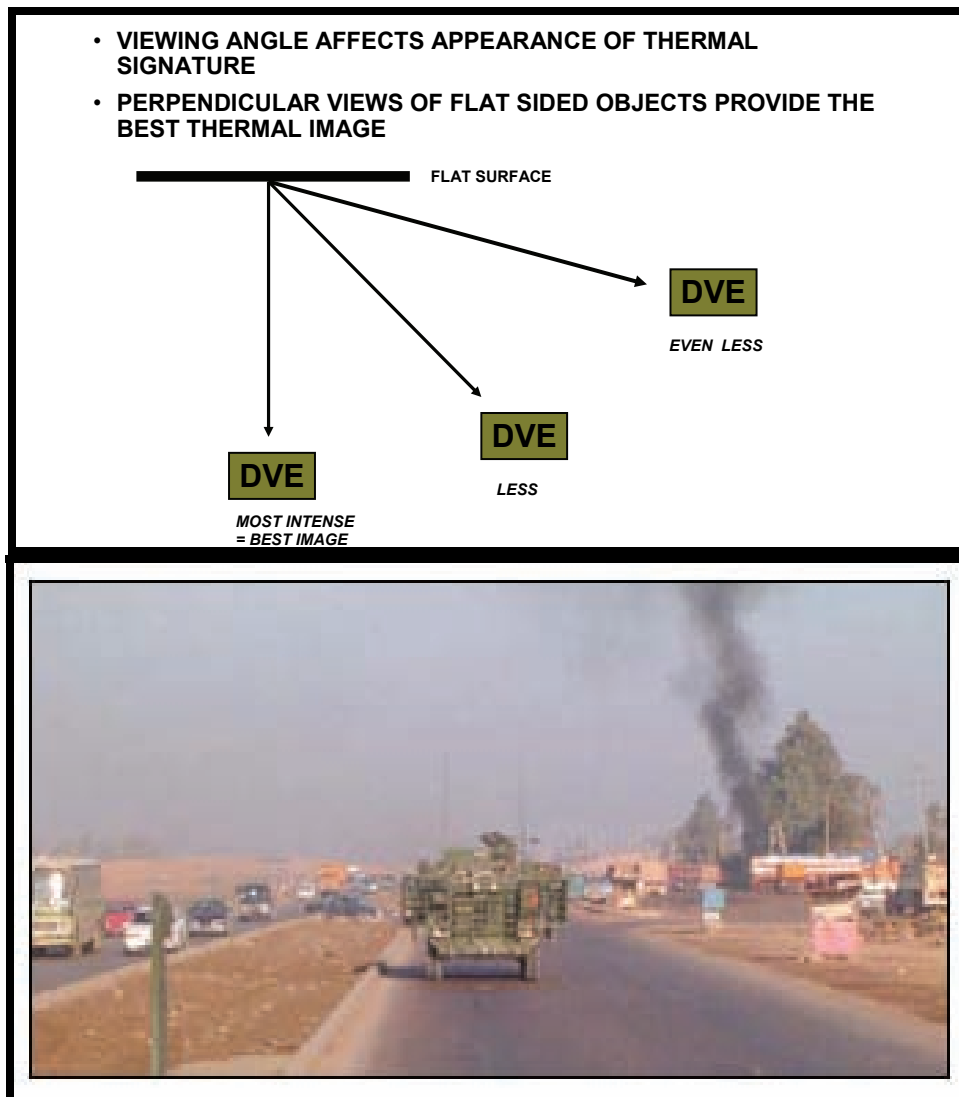 • VIEWING ANGLE AFFECTS APPEARANCE OF THERMAL
SIGNATURE
• PERPENDICULAR VIEWS OF FLAT SIDED OBJECTS PROVIDE THE
BEST THERMAL IMAGE
FLAT SURFACE
DVE
EVEN LESS
DVE
LESS
DVE
MOST INTENSE
= BEST IMAGE